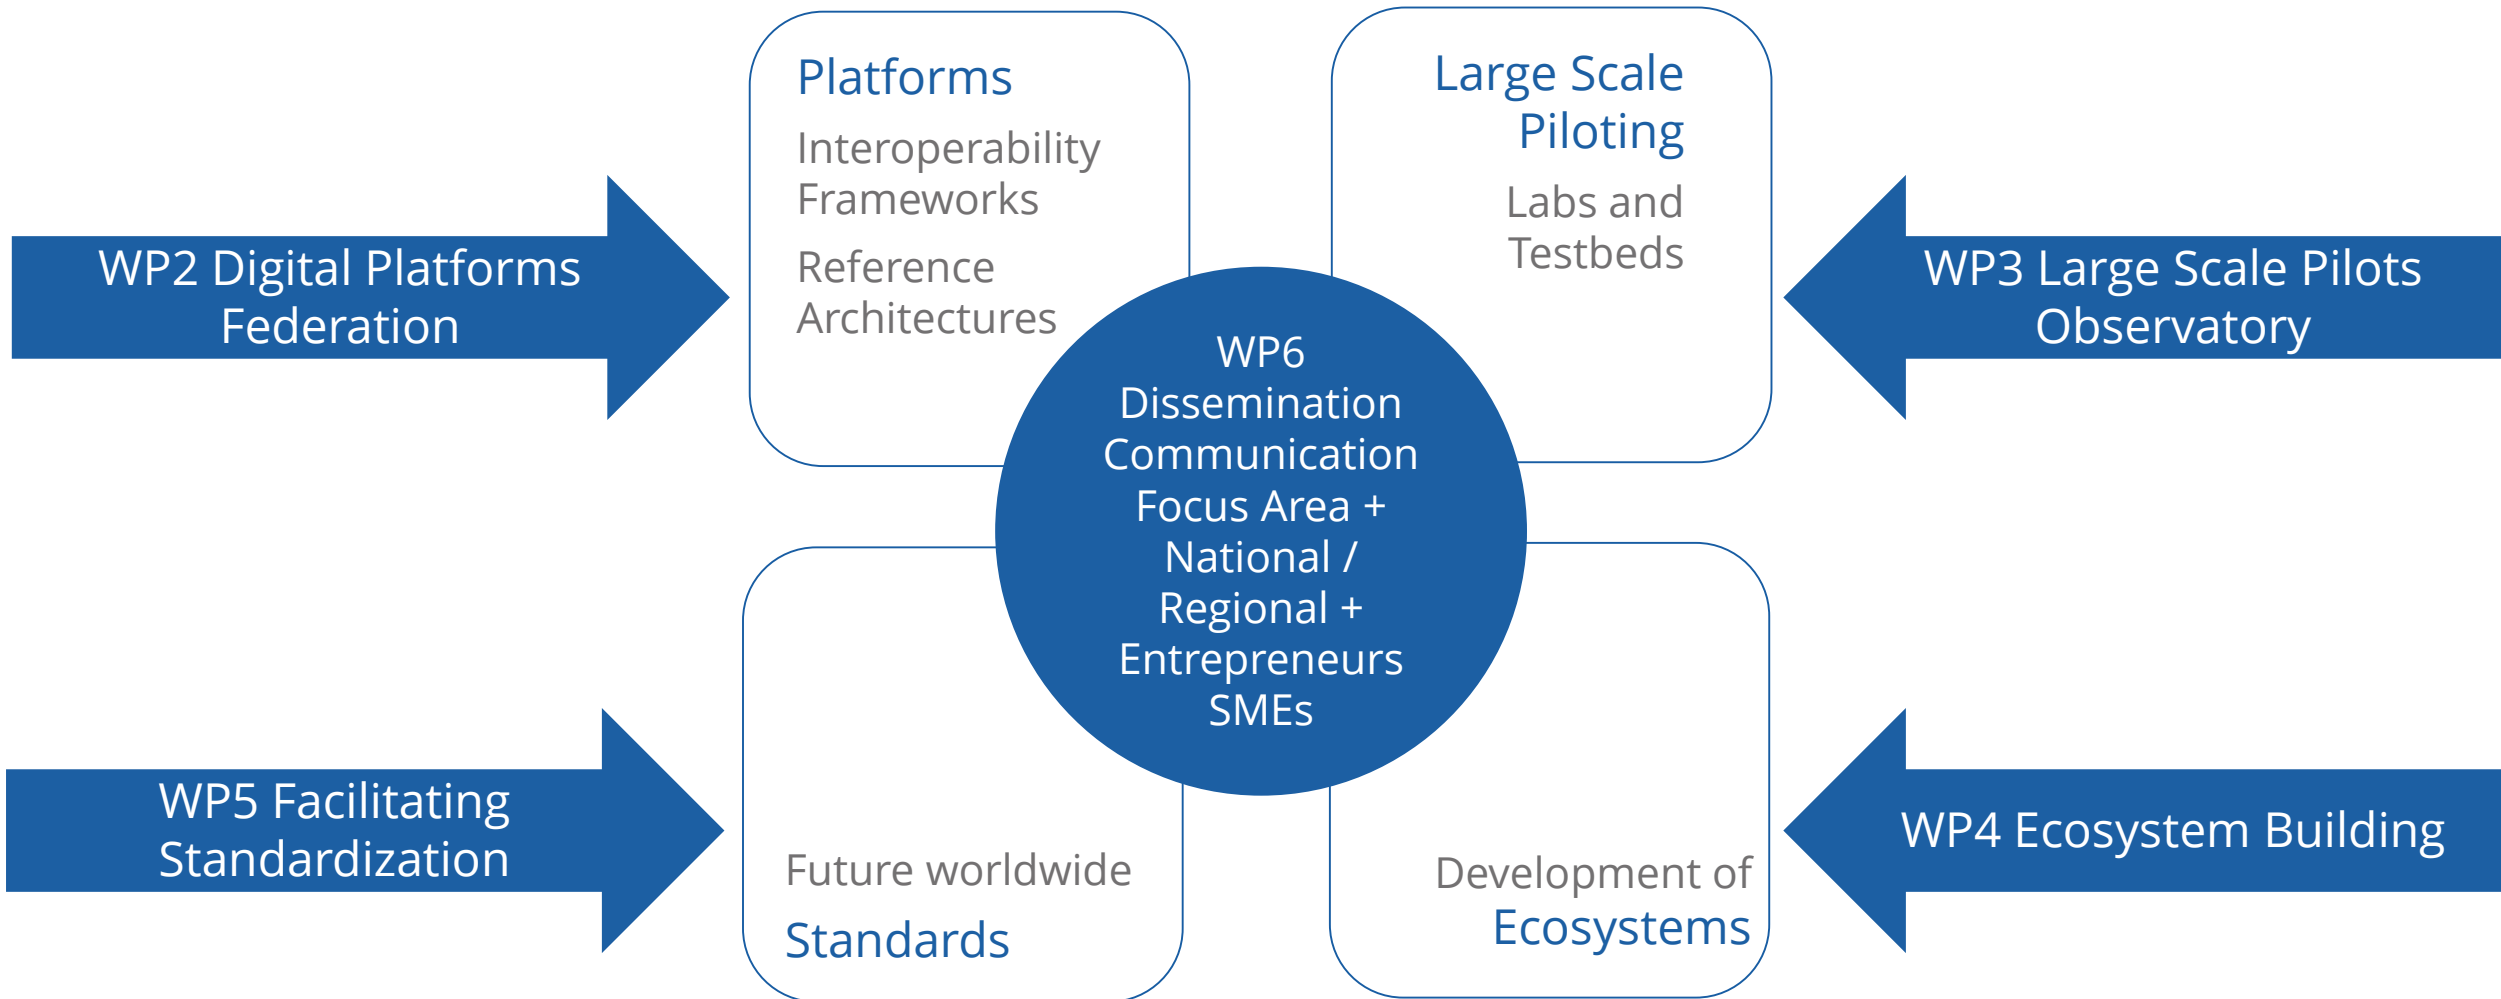 WP2 Digital Platforms
Federation
Platforms
Interoperability
Frameworks
Reference
Architectures
Large Scale
Piloting
Labs and
Testbeds
WP3 Large Scale Pilots
Observatory
WP6
Dissemination
Communication
Focus Area +
National /
Regional +
Entrepreneurs
SMEs
WP5 Facilitating
Standardization
Future worldwide
Standards
Development of
Ecosystems
WP4 Ecosystem Building